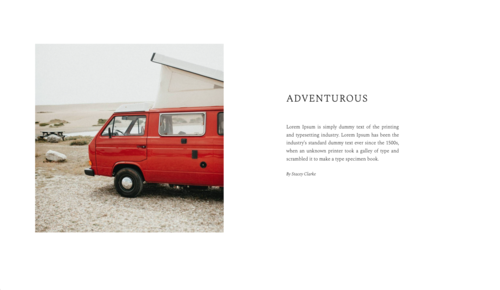 ADVENTUROUS
Lorem Ipsum is simply dummy text of the printing
and typesetting industry. Lorem Ipsum has been the
industry's standard dummy text ever since the 1500s,
when an unknown printer took a galley of type and
scrambled it to make a type specimen book.
By Stacey Clarke